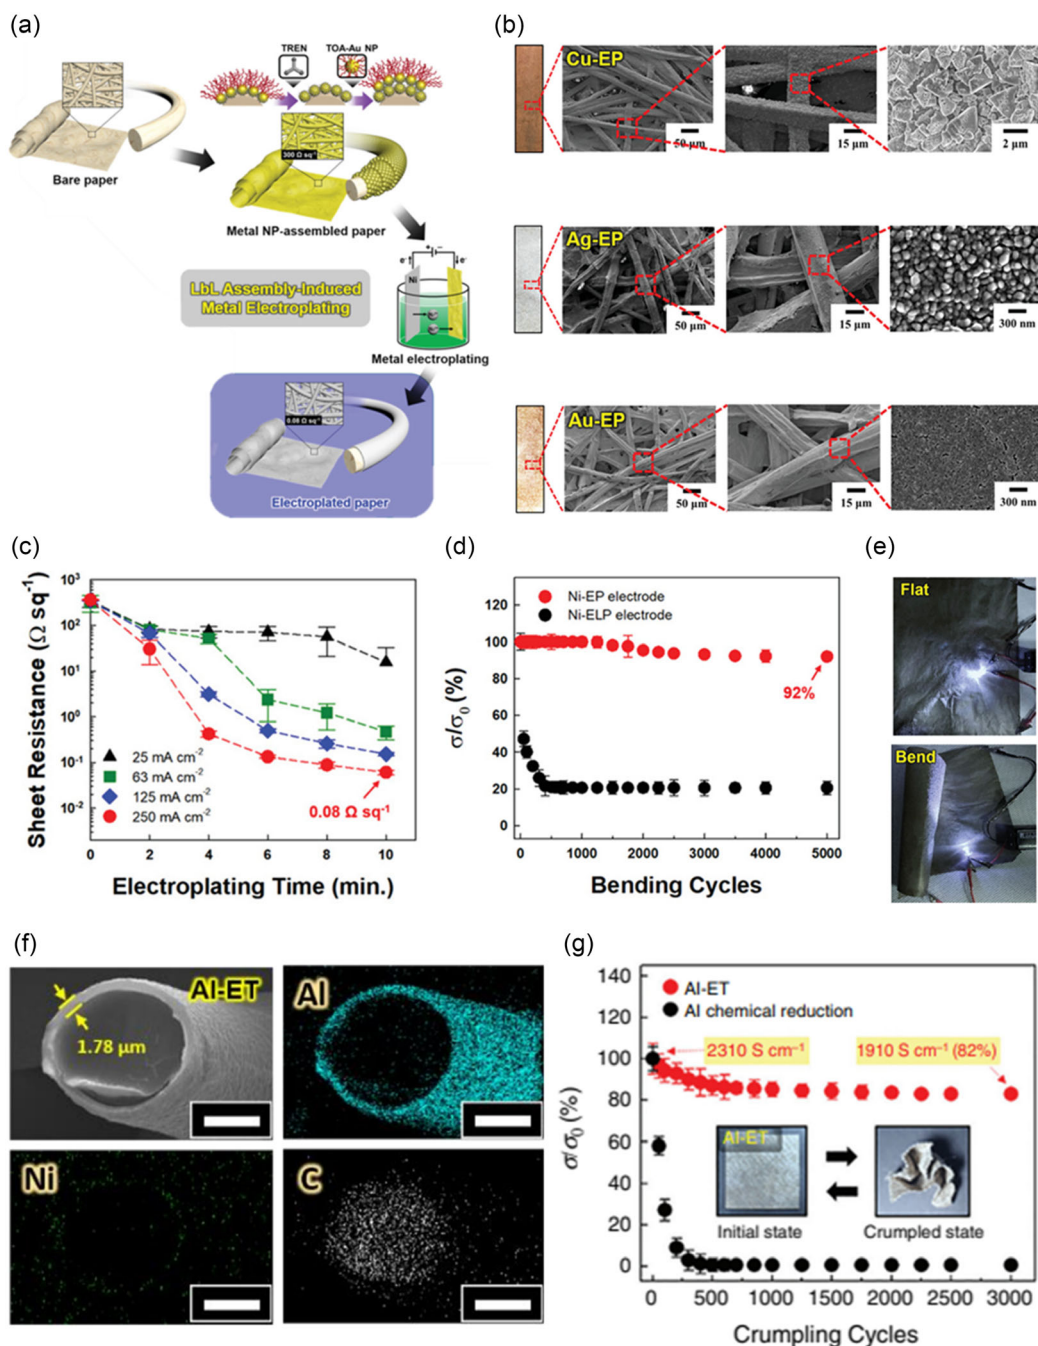 (a)
TREN
TOA-Au NP
Bare paper
300 Ω sq⁻¹
Metal NP-assembled paper
LbL Assembly-Induced
Metal Electroplating
+ −
e⁻
e⁻
Ni
Metal electroplating
0.08 Ω sq⁻¹
Electroplated paper
(b)
Cu-EP
50 μm
15 μm
2 μm
Ag-EP
50 μm
15 μm
300 nm
Au-EP
50 μm
15 μm
300 nm
(c)
Sheet Resistance (Ω sq⁻¹)
10³
10²
10¹
10⁰
10⁻¹
10⁻²
25 mA cm⁻²
63 mA cm⁻²
125 mA cm⁻²
250 mA cm⁻²
0.08 Ω sq⁻¹
0 2 4 6 8 10
Electroplating Time (min.)
(d)
σ/σ₀ (%)
120
100
80
60
40
20
0
Ni-EP electrode
Ni-ELP electrode
92%
0 1000 2000 3000 4000 5000
Bending Cycles
(e)
Flat
Bend
(f)
Al-ET
1.78 μm
Al
Ni
C
(g)
σ/σ₀ (%)
140
120
100
80
60
40
20
0
Al-ET
Al chemical reduction
2310 S cm⁻¹
1910 S cm⁻¹ (82%)
Al-ET
Initial state
Crumpled state
0 500 1000 1500 2000 2500 3000
Crumpling Cycles